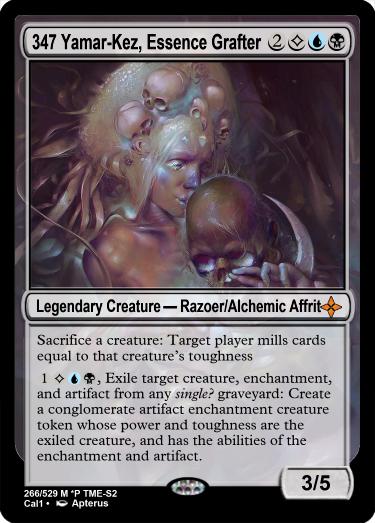 347 Yamar-Kez, Essence Grafter 2
Legendary Creature — Razoer/Alchemic Affrit
Sacrifice a creature: Target player mills cards
equal to that creature's toughness
1 , Exile target creature, enchantment,
and artifact from any single? graveyard: Create
a conglomerate artifact enchantment creature
token whose power and toughness are the
exiled creature, and has the abilities of the
enchantment and artifact.
3/5
266/529 M *P TME-S2
Cal1 • Apterus